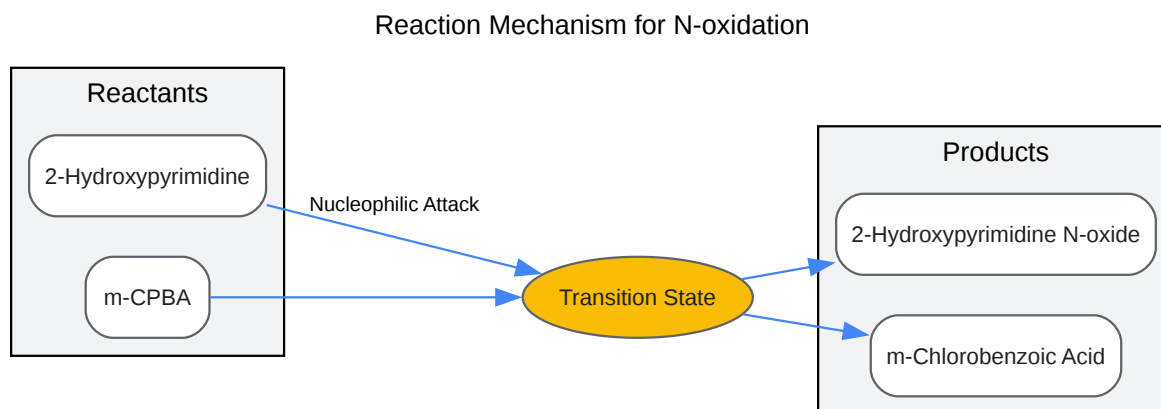 Reaction Mechanism for N-oxidation
Reactants
2-Hydroxypyrimidine
m-CPBA
Nucleophilic Attack
Transition State
Products
2-Hydroxypyrimidine N-oxide
m-Chlorobenzoic Acid